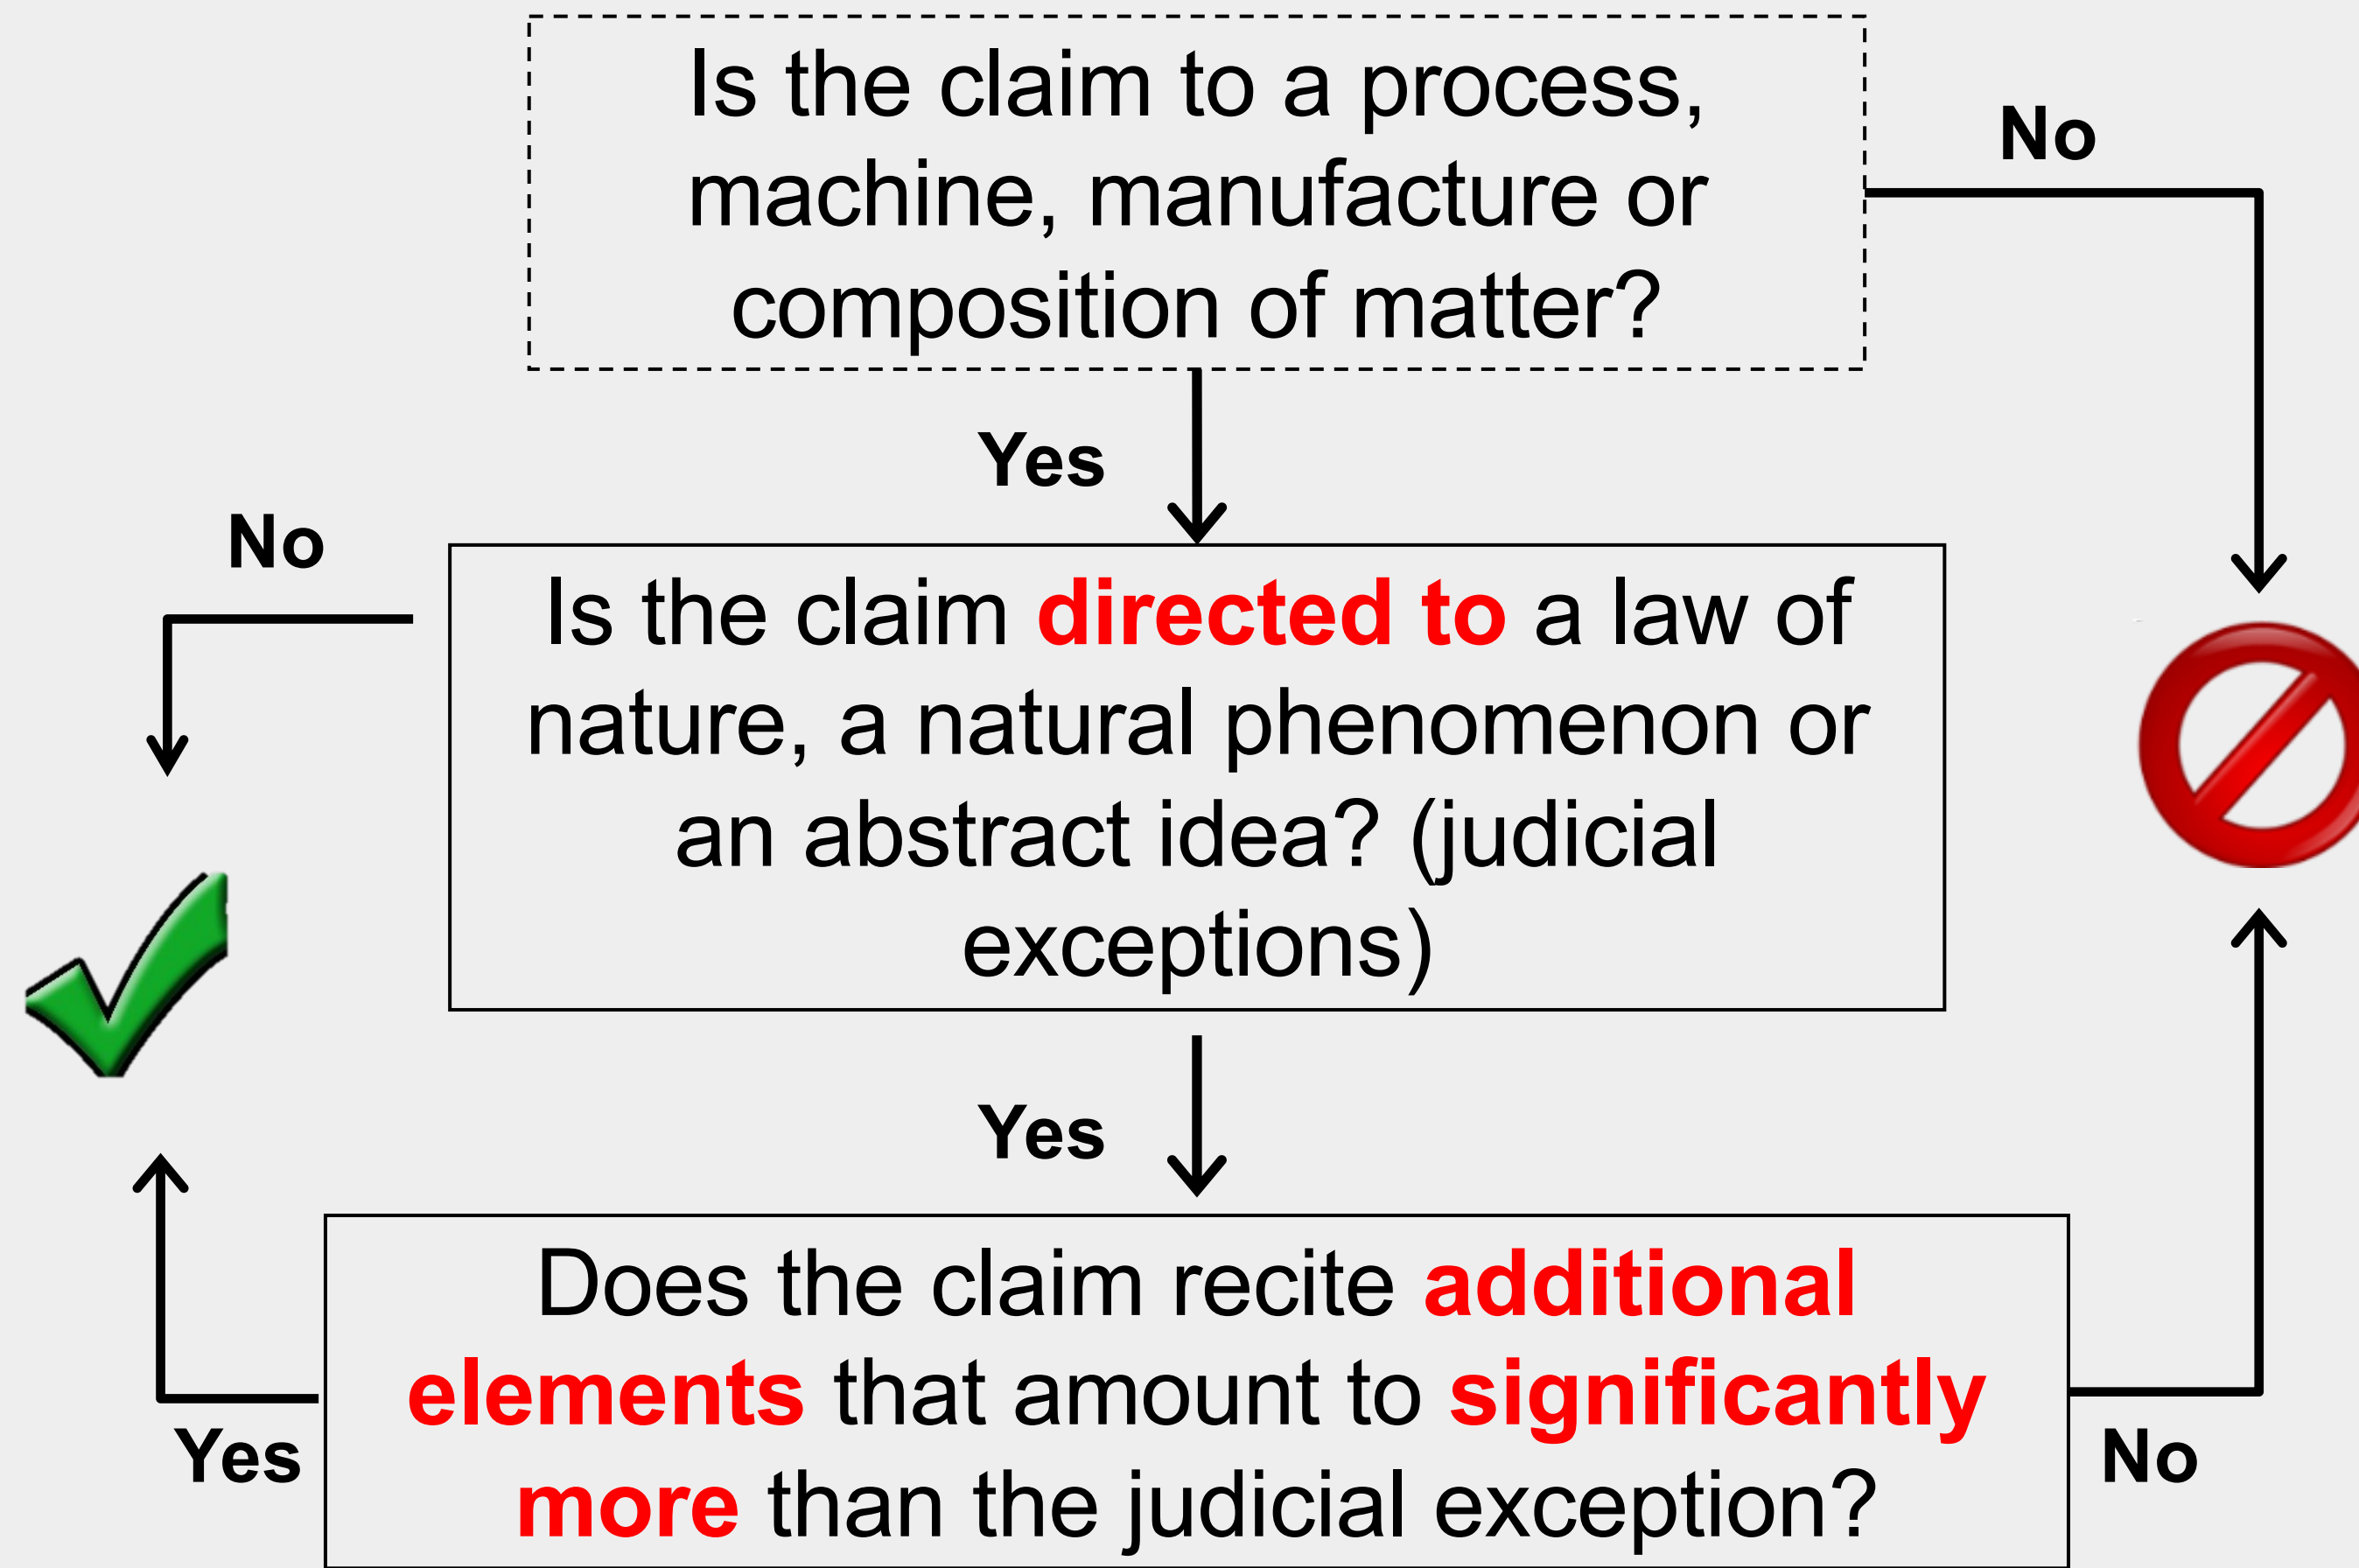 Is the claim to a process,
machine, manufacture or
composition of matter?
No
Yes
No
Is the claim directed to a law of
nature, a natural phenomenon or
an abstract idea? (judicial
exceptions)
Yes
Does the claim recite additional
elements that amount to significantly
more than the judicial exception?
Yes
No